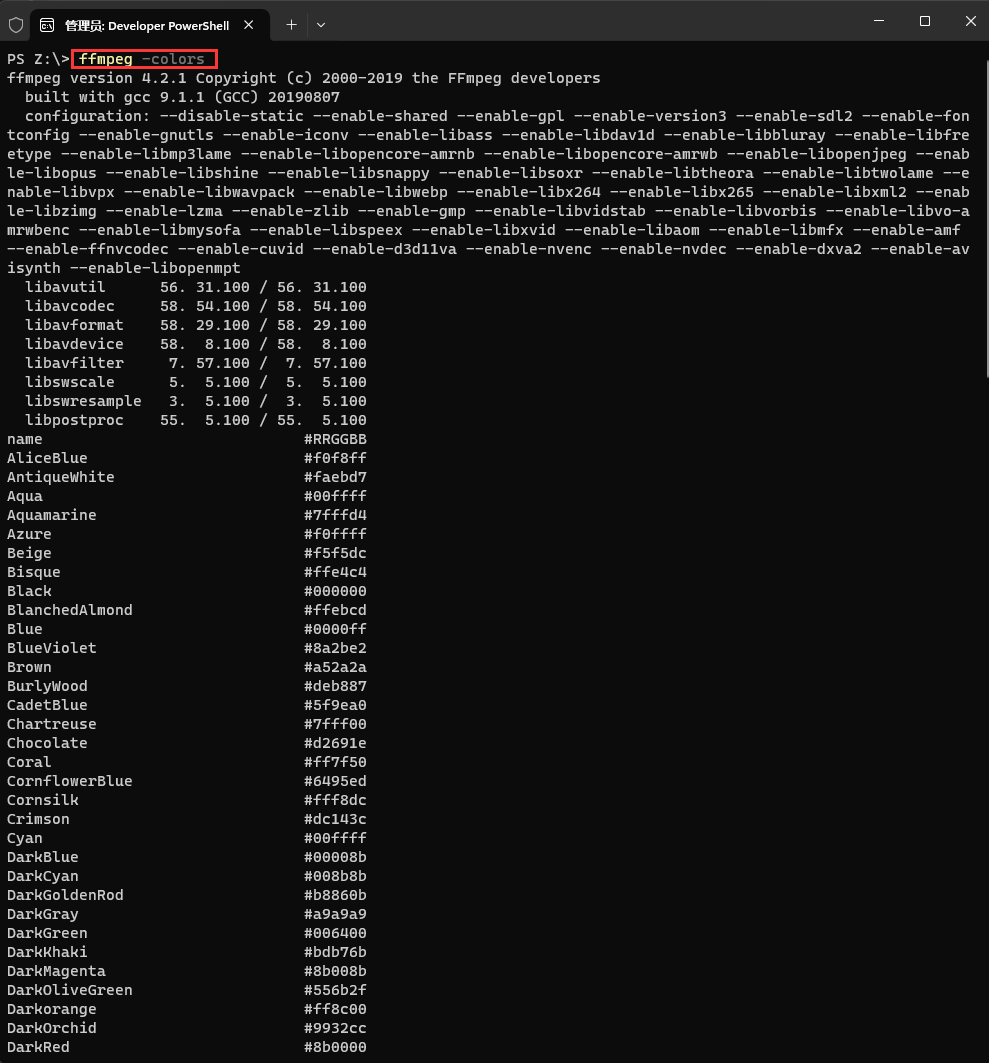 管理员: Developer PowerShell
PS Z:\> ffmpeg -colors
ffmpeg version 4.2.1 Copyright (c) 2000-2019 the FFmpeg developers
  built with gcc 9.1.1 (GCC) 20190807
  configuration: --disable-static --enable-shared --enable-gpl --enable-version3 --enable-sdl2 --enable-fon
tconfig --enable-gnutls --enable-iconv --enable-libass --enable-libdav1d --enable-libbluray --enable-libfre
etype --enable-libmp3lame --enable-libopencore-amrnb --enable-libopencore-amrwb --enable-libopenjpeg --enab
le-libopus --enable-libshine --enable-libsnappy --enable-libsoxr --enable-libtheora --enable-libtwolame --e
nable-libvpx --enable-libwavpack --enable-libwebp --enable-libx264 --enable-libx265 --enable-libxml2 --enab
le-libzimg --enable-lzma --enable-zlib --enable-gmp --enable-libvidstab --enable-libvorbis --enable-libvo-a
mrwbenc --enable-libmysofa --enable-libspeex --enable-libxvid --enable-libaom --enable-libmfx --enable-amf
--enable-ffnvcodec --enable-cuvid --enable-d3d11va --enable-nvenc --enable-nvdec --enable-dxva2 --enable-av
isynth --enable-libopenmpt
  libavutil      56. 31.100 / 56. 31.100
  libavcodec     58. 54.100 / 58. 54.100
  libavformat    58. 29.100 / 58. 29.100
  libavdevice    58.  8.100 / 58.  8.100
  libavfilter     7. 57.100 /  7. 57.100
  libswscale      5.  5.100 /  5.  5.100
  libswresample   3.  5.100 /  3.  5.100
  libpostproc    55.  5.100 / 55.  5.100
name                             #RRGGBB
AliceBlue                        #f0f8ff
AntiqueWhite                     #faebd7
Aqua                             #00ffff
Aquamarine                       #7fffd4
Azure                            #f0ffff
Beige                            #f5f5dc
Bisque                           #ffe4c4
Black                            #000000
BlanchedAlmond                   #ffebcd
Blue                             #0000ff
BlueViolet                       #8a2be2
Brown                            #a52a2a
BurlyWood                        #deb887
CadetBlue                        #5f9ea0
Chartreuse                       #7fff00
Chocolate                        #d2691e
Coral                            #ff7f50
CornflowerBlue                   #6495ed
Cornsilk                         #fff8dc
Crimson                          #dc143c
Cyan                             #00ffff
DarkBlue                         #00008b
DarkCyan                         #008b8b
DarkGoldenRod                    #b8860b
DarkGray                         #a9a9a9
DarkGreen                        #006400
DarkKhaki                        #bdb76b
DarkMagenta                      #8b008b
DarkOliveGreen                   #556b2f
Darkorange                       #ff8c00
DarkOrchid                       #9932cc
DarkRed                          #8b0000